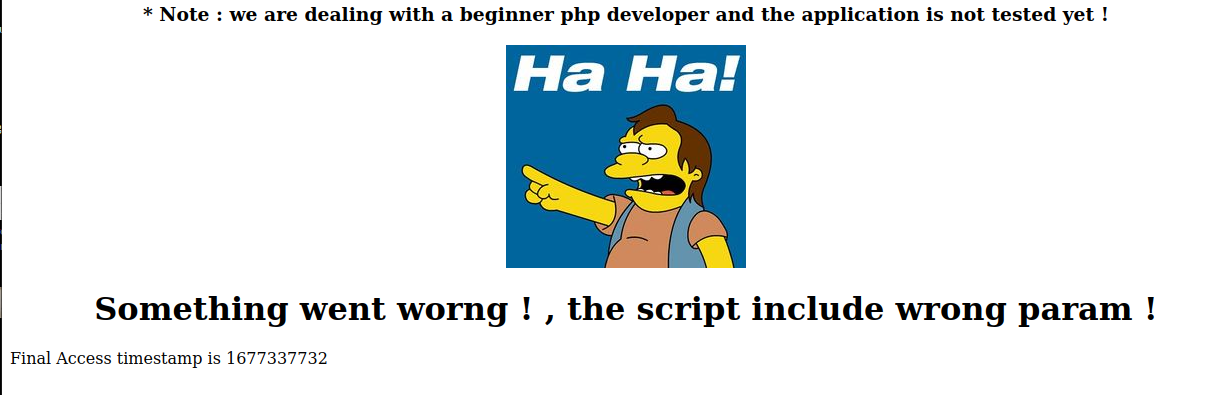 * Note : we are dealing with a beginner php developer and the application is not tested yet !
Ha Ha!
Something went worng ! , the script include wrong param !
Final Access timestamp is 1677337732